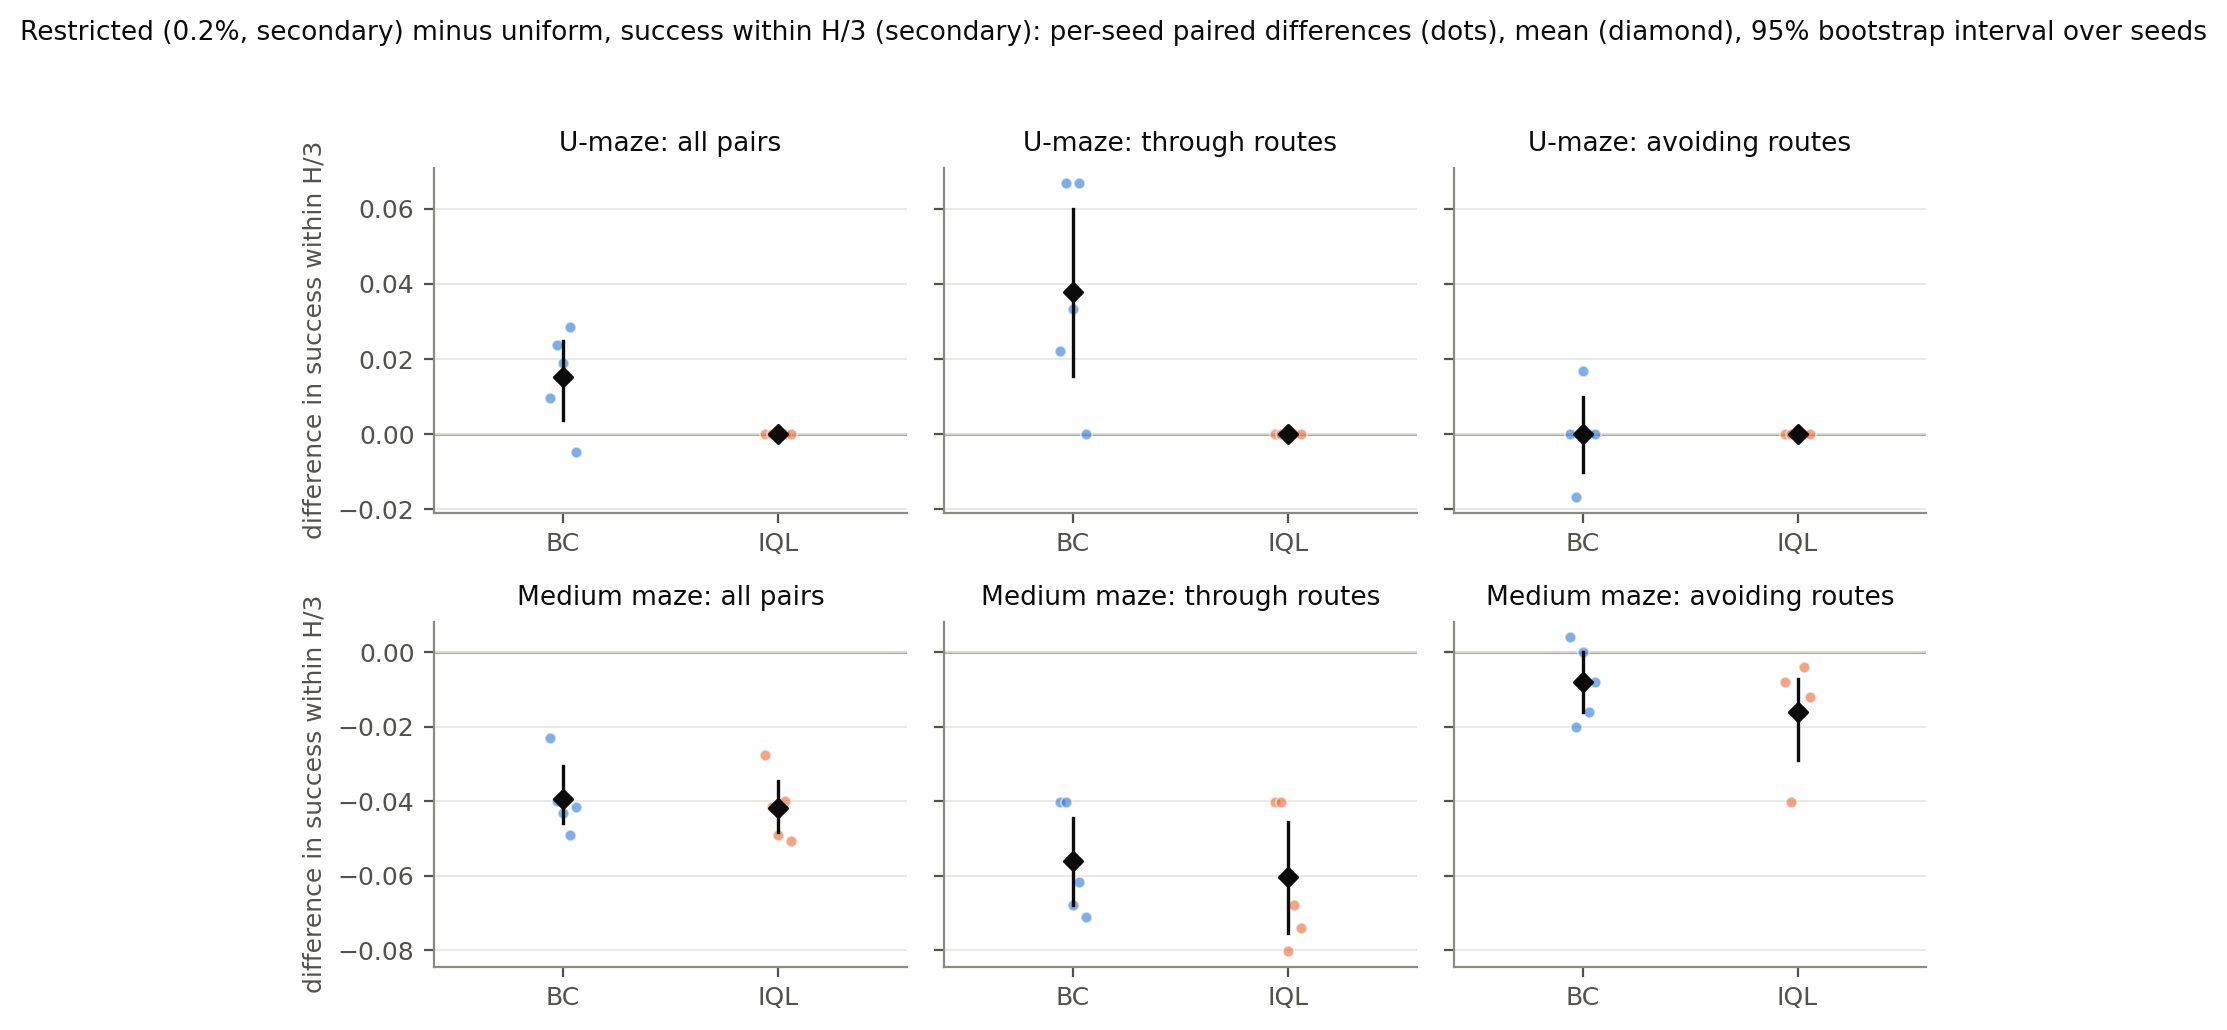 Restricted (0.2%, secondary) minus uniform, success within H/3 (secondary): per-seed paired differences (dots), mean (diamond), 95% bootstrap interval over seeds
U-maze: all pairs
U-maze: through routes
U-maze: avoiding routes
difference in success within H/3
0.06
0.04
0.02
0.00
−0.02
BC
IQL
BC
IQL
BC
IQL
Medium maze: all pairs
Medium maze: through routes
Medium maze: avoiding routes
difference in success within H/3
0.00
−0.02
−0.04
−0.06
−0.08
BC
IQL
BC
IQL
BC
IQL